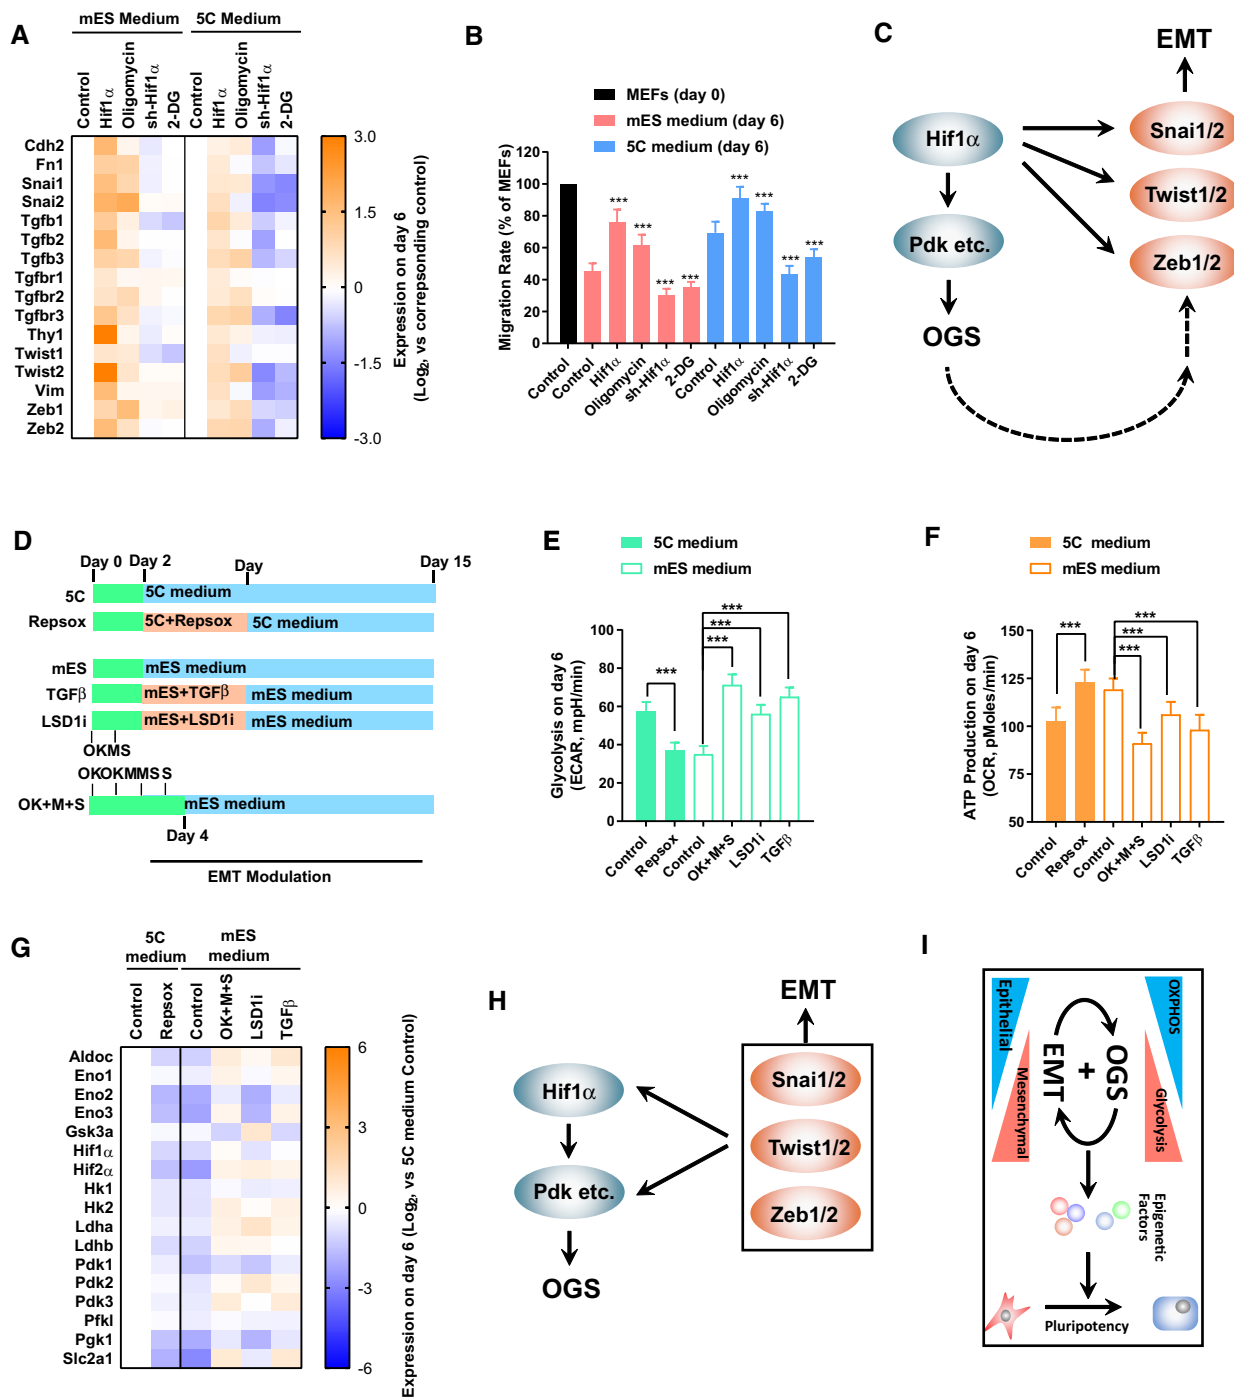 A
mES Medium
5C Medium
Control
Hif1α
Oligomycin
sh-Hif1α
2-DG
Control
Hif1α
Oligomycin
sh-Hif1α
2-DG
Cdh2
Fn1
Snai1
Snai2
Tgfb1
Tgfb2
Tgfb3
Tgfbr1
Tgfbr2
Tgfbr3
Thy1
Twist1
Twist2
Vim
Zeb1
Zeb2
3.0
1.5
0
-1.5
-3.0
Expression on day 6
(Log2, vs corepsonding control)
B
MEFs (day 0)
mES medium (day 6)
5C medium (day 6)
Migration Rate (% of MEFs)
120
100
80
60
40
20
0
***
***
***
***
***
***
***
***
Control
Control
Hif1α
Oligomycin
sh-Hif1α
2-DG
Control
Hif1α
Oligomycin
sh-Hif1α
2-DG
C
EMT
Hif1α
Snai1/2
Twist1/2
Pdk etc.
Zeb1/2
OGS
D
Day 0
Day 2
Day
Day 15
5C
5C medium
Repsox
5C+Repsox
5C medium
mES
mES medium
TGFβ
mES+TGFβ
mES medium
LSD1i
mES+LSD1i
mES medium
OKMS
OKOKMMS S
OK+M+S
mES medium
Day 4
EMT Modulation
E
5C medium
mES medium
Glycolysis on day 6
(ECAR, mpH/min)
100
80
60
40
20
0
***
***
***
***
Control
Repsox
Control
OK+M+S
LSD1i
TGFβ
F
5C medium
mES medium
ATP Production on day 6
(OCR, pMoles/min)
150
125
100
75
50
***
***
***
***
Control
Repsox
Control
OK+M+S
LSD1i
TGFβ
G
5C
medium
mES
medium
Control
Repsox
Control
OK+M+S
LSD1i
TGFβ
Aldoc
Eno1
Eno2
Eno3
Gsk3a
Hif1α
Hif2α
Hk1
Hk2
Ldha
Ldhb
Pdk1
Pdk2
Pdk3
Pfkl
Pgk1
Slc2a1
6
3
0
-3
-6
Expression on day 6 (Log2, vs 5C medium Control)
H
EMT
Hif1α
Snai1/2
Twist1/2
Pdk etc.
Zeb1/2
OGS
I
Epithelial
Mesenchymal
EMT
+
OGS
OXPHOS
Glycolysis
Epigenetic
Factors
Pluripotency